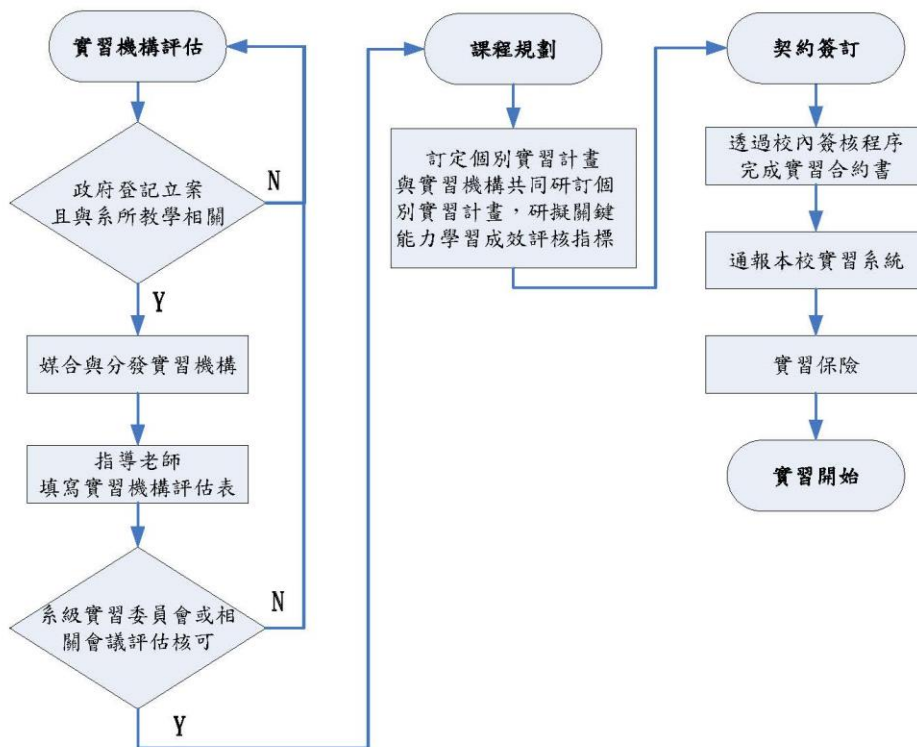 實習機構評估
政府登記立案
且與系所教學相關
N
Y
媒合與分發實習機構
指導老師
填寫實習機構評估表
系級實習委員會或相
關會議評估核可
N
Y
課程規劃
訂定個別實習計畫
與實習機構共同研訂個
別實習計畫，研擬關鍵
能力學習成效評核指標
契約簽訂
透過校內簽核程序
完成實習合約書
通報本校實習系統
實習保險
實習開始